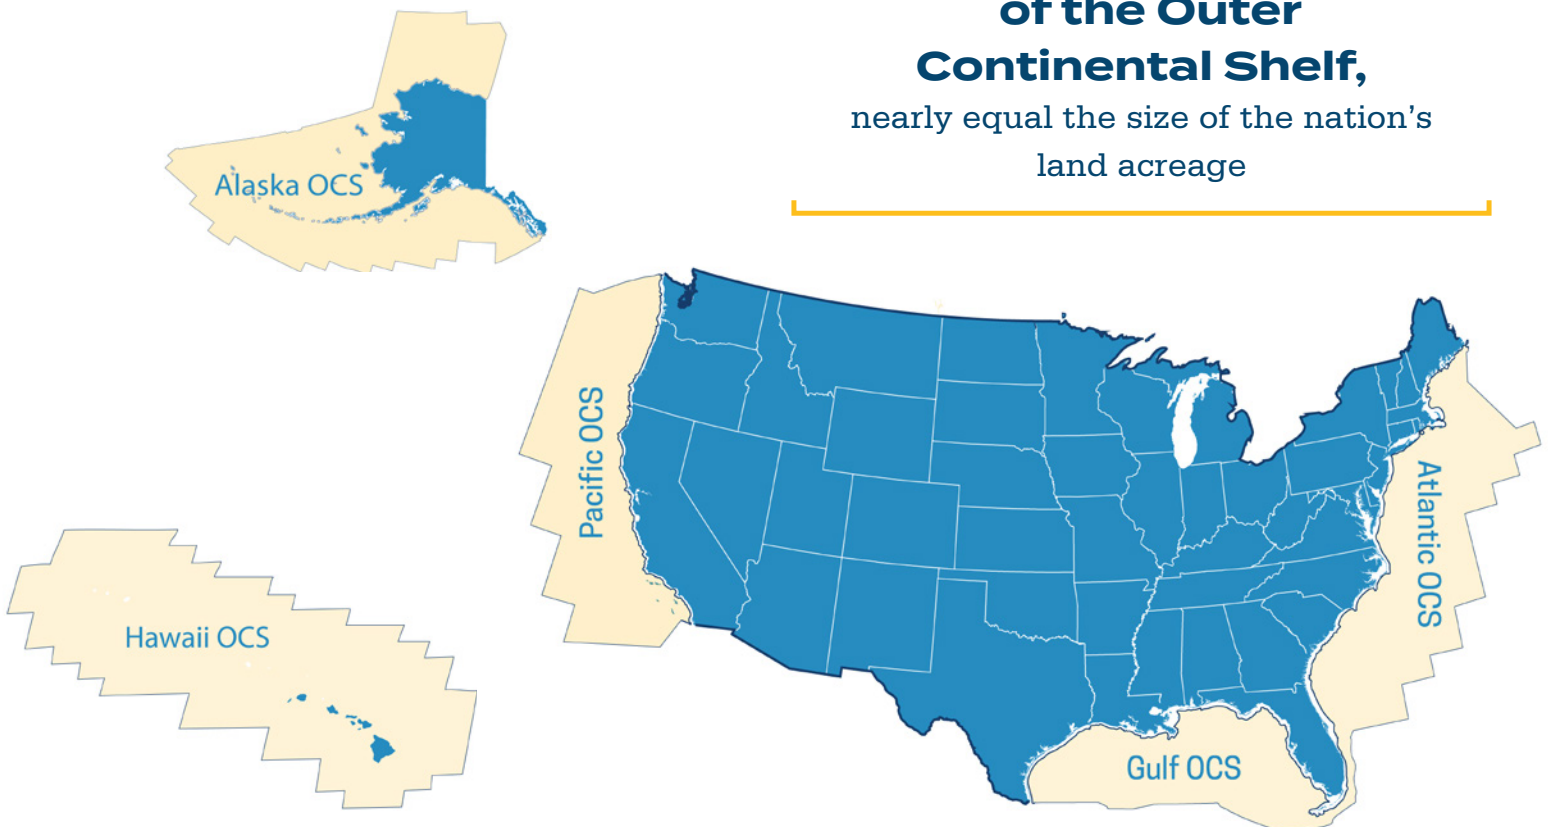 of the Outer
Continental Shelf,
nearly equal the size of the nation’s
land acreage
Alaska OCS
Pacific OCS
Atlantic OCS
Hawaii OCS
Gulf OCS